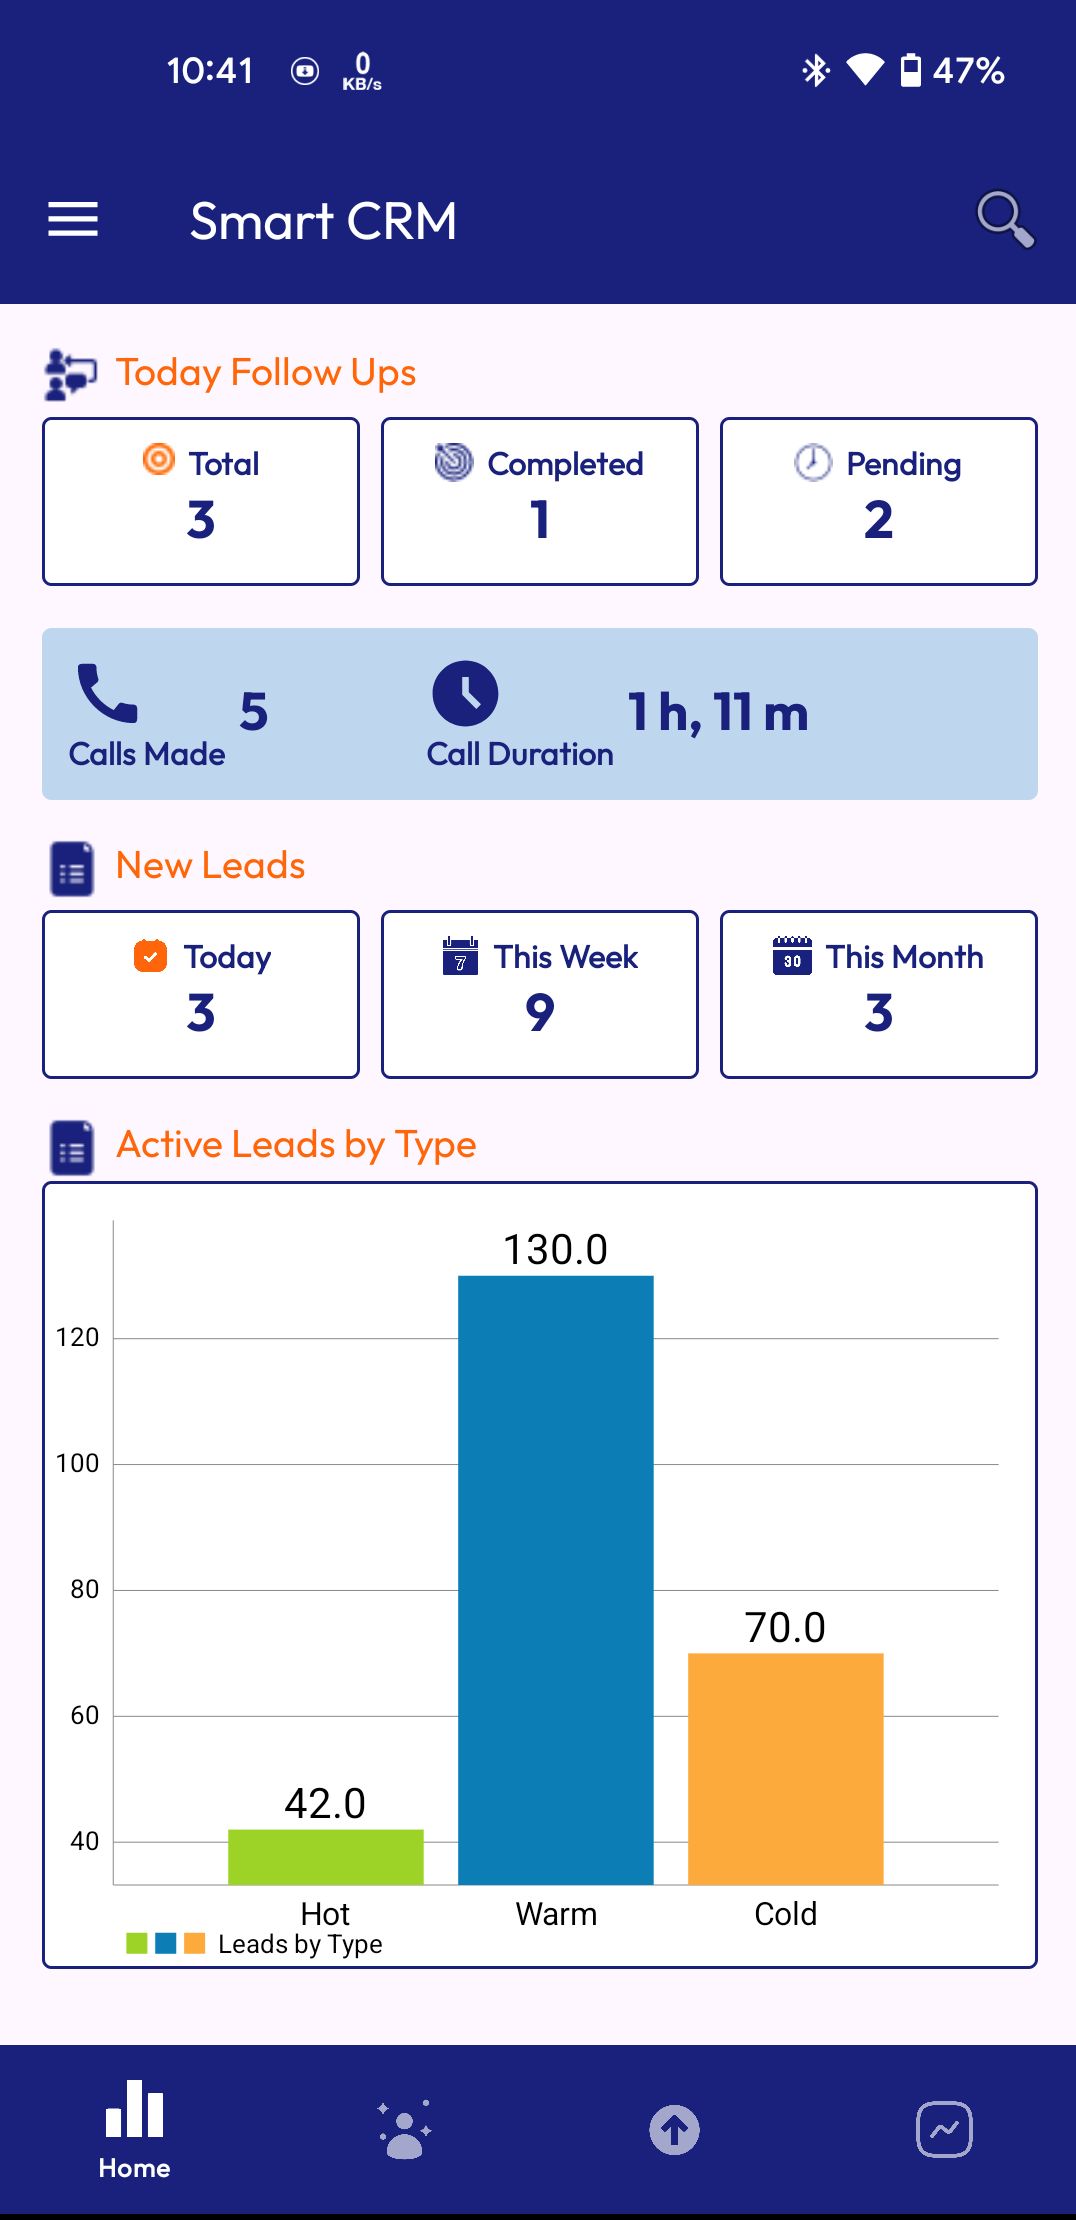 10:41 0 KB/s 47%
Smart CRM
Today Follow Ups
Total Completed Pending
3 1 2
5 1 h, 11 m
Calls Made Call Duration
New Leads
Today 7 This Week 30 This Month
3 9 3
Active Leads by Type
130.0
120
100
80
70.0
60
42.0
40
Hot Warm Cold
Leads by Type
Home